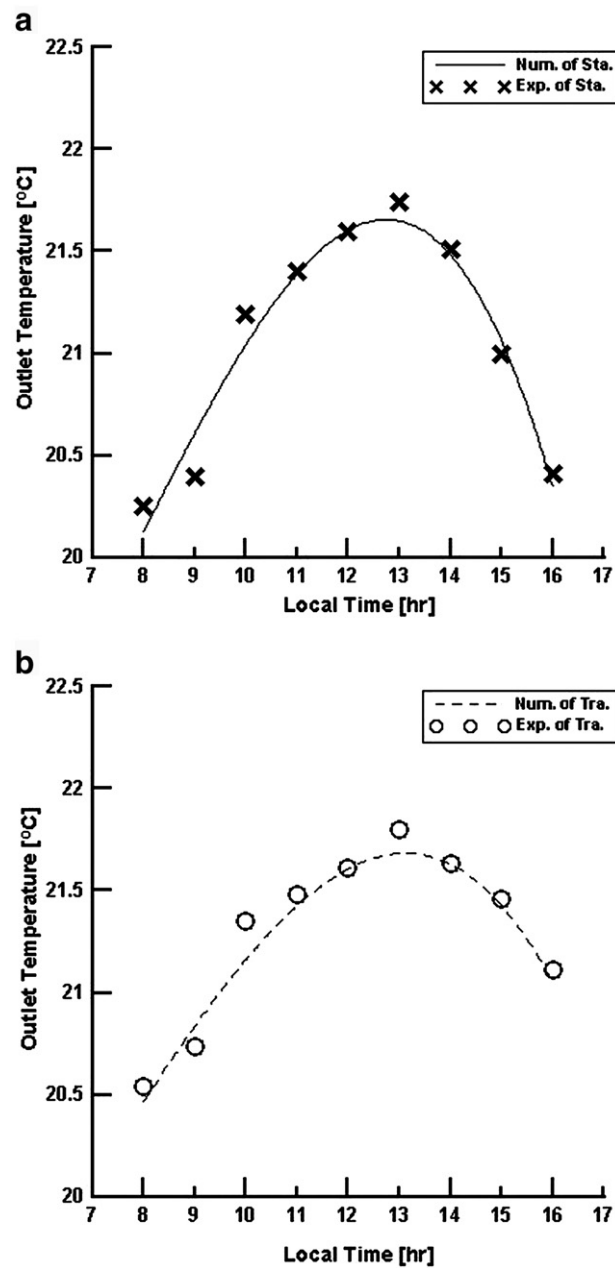 a
22.5
22
21.5
21
20.5
20
Outlet Temperature [ºC]
Num. of Sta.
Exp. of Sta.
7 8 9 10 11 12 13 14 15 16 17
Local Time [hr]
b
22.5
22
21.5
21
20.5
20
Outlet Temperature [ºC]
Num. of Tra.
Exp. of Tra.
7 8 9 10 11 12 13 14 15 16 17
Local Time [hr]